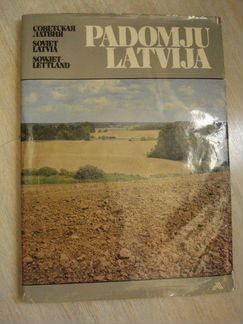 СОВЕТСКАЯ
ЛАТВИЯ
SOVIET
LATVIA
SOWJET-
LETTLAND
PADOMJU
LATVIJA